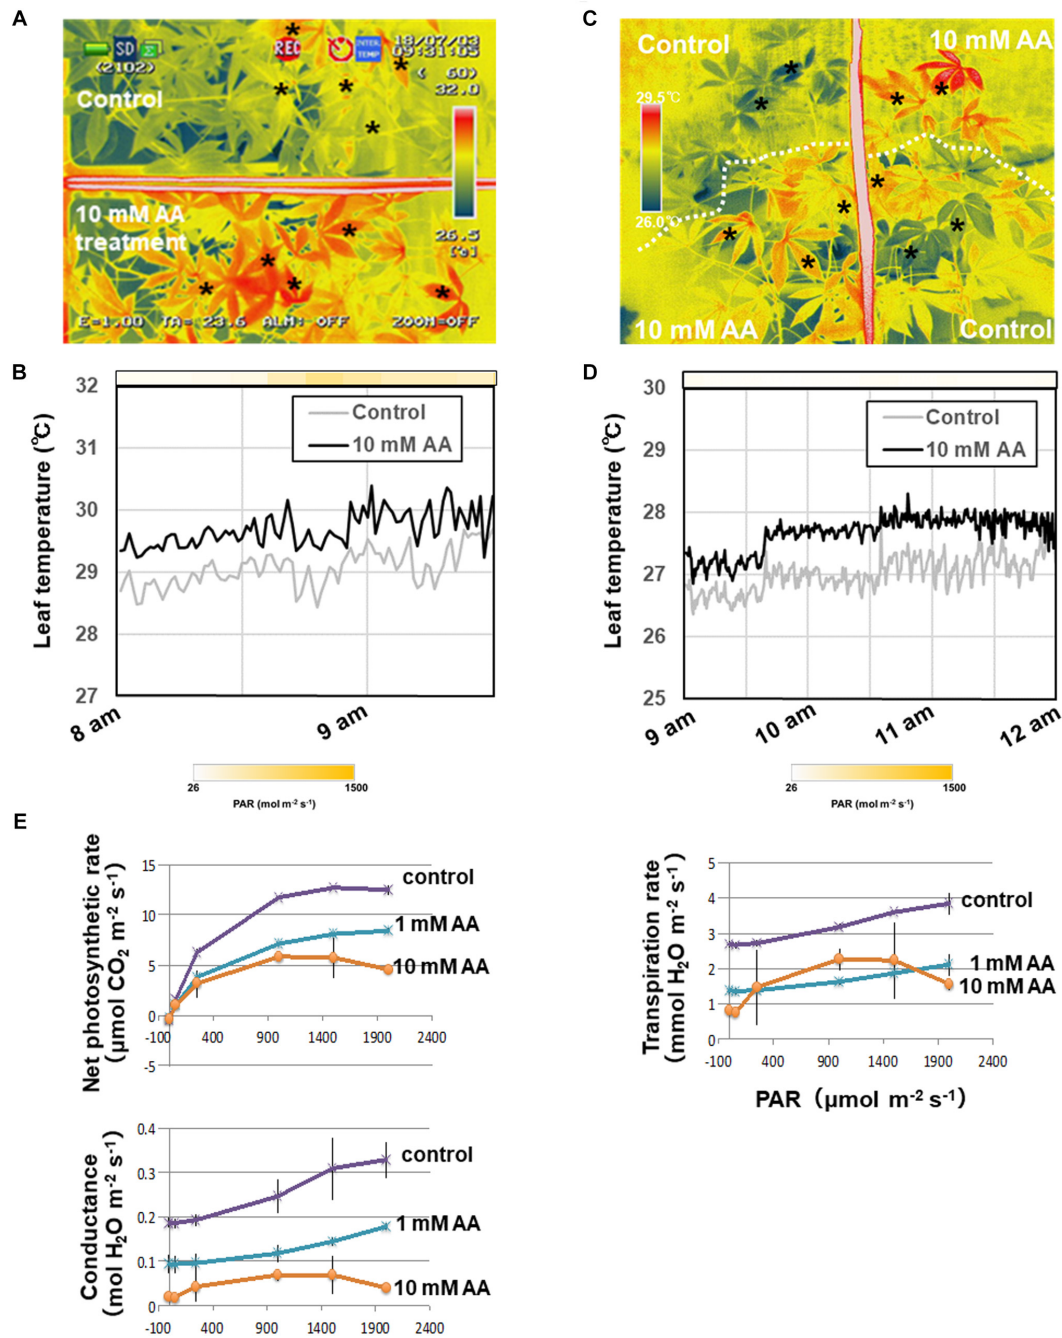 A
SD
(2102)
REC
INTER TEMP
18/07/03
09:31:03
( 60)
32.0
Control
10 mM AA
treatment
26.5
[e]
E=1.00 TA= 23.6 ALM: OFF ZOOM=OFF
C
Control
10 mM AA
29.5℃
26.0℃
10 mM AA
Control
B
32
31
30
29
28
27
Leaf temperature (℃)
Control
10 mM AA
8 am
9 am
26
1500
PAR (mol m-2 s-1)
D
30
29
28
27
26
25
Leaf temperature (℃)
Control
10 mM AA
9 am
10 am
11 am
12 am
26
1500
PAR (mol m-2 s-1)
E
Net photosynthetic rate
(μmol CO2 m-2 s-1)
15
10
5
0
-5
-100 400 900 1400 1900 2400
control
1 mM AA
10 mM AA
Transpiration rate
(mmol H2O m-2 s-1)
5
4
3
2
1
0
-100 400 900 1400 1900 2400
control
1 mM AA
10 mM AA
PAR (μmol m-2 s-1)
Conductance
(mol H2O m-2 s-1)
0.4
0.3
0.2
0.1
0
-100 400 900 1400 1900 2400
control
1 mM AA
10 mM AA